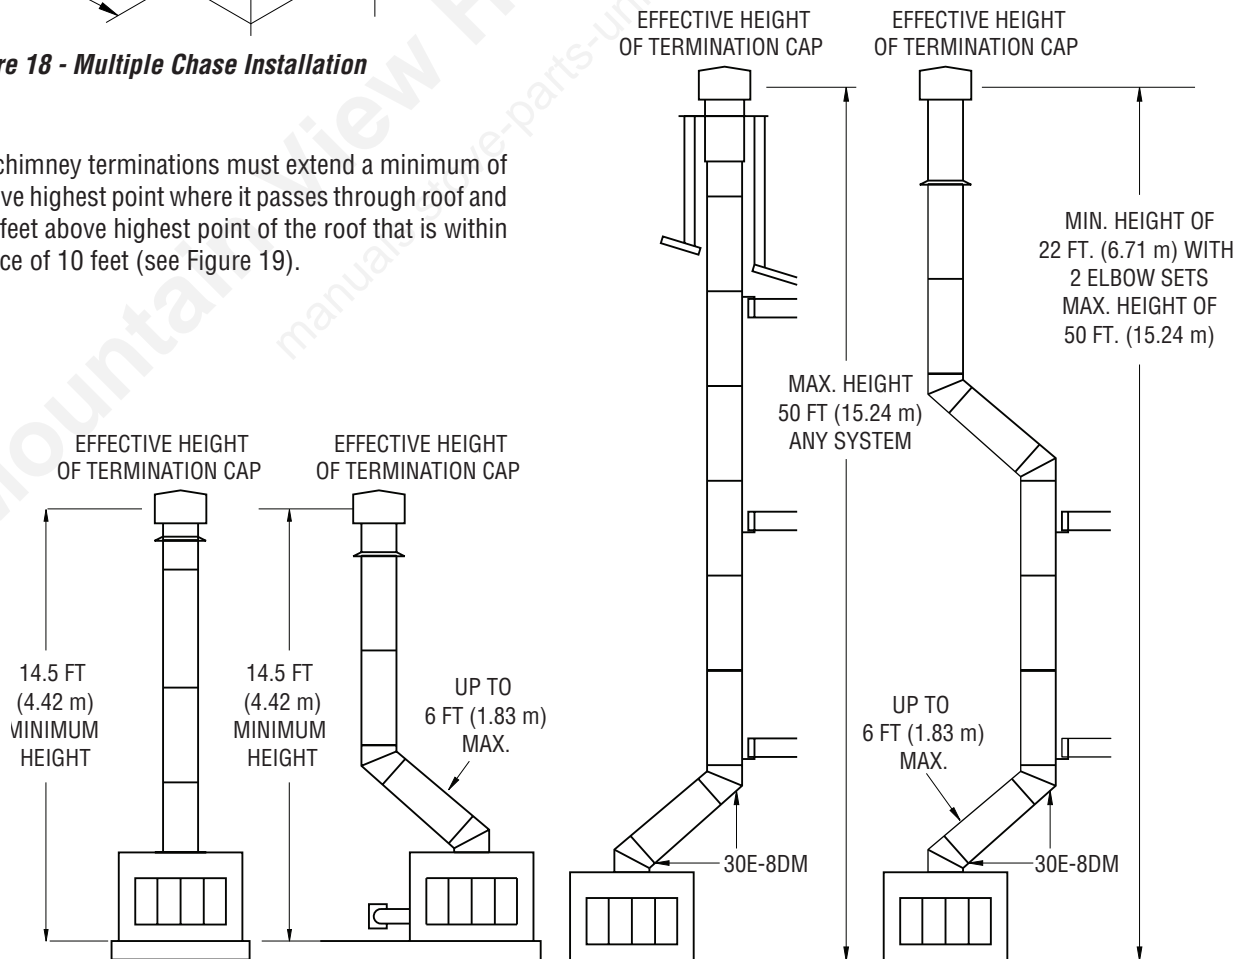 re 18 - Multiple Chase Installation
chimney terminations must extend a minimum of
ve highest point where it passes through roof and
feet above highest point of the roof that is within
ce of 10 feet (see Figure 19).
EFFECTIVE HEIGHT
OF TERMINATION CAP
EFFECTIVE HEIGHT
OF TERMINATION CAP
MIN. HEIGHT OF
22 FT. (6.71 m) WITH
2 ELBOW SETS
MAX. HEIGHT OF
50 FT. (15.24 m)
MAX. HEIGHT
50 FT (15.24 m)
ANY SYSTEM
EFFECTIVE HEIGHT
OF TERMINATION CAP
EFFECTIVE HEIGHT
OF TERMINATION CAP
14.5 FT
(4.42 m)
MINIMUM
HEIGHT
14.5 FT
(4.42 m)
MINIMUM
HEIGHT
UP TO
6 FT (1.83 m)
MAX.
UP TO
6 FT (1.83 m)
MAX.
30E-8DM
30E-8DM
Mountain View H
manuals stove-parts-un